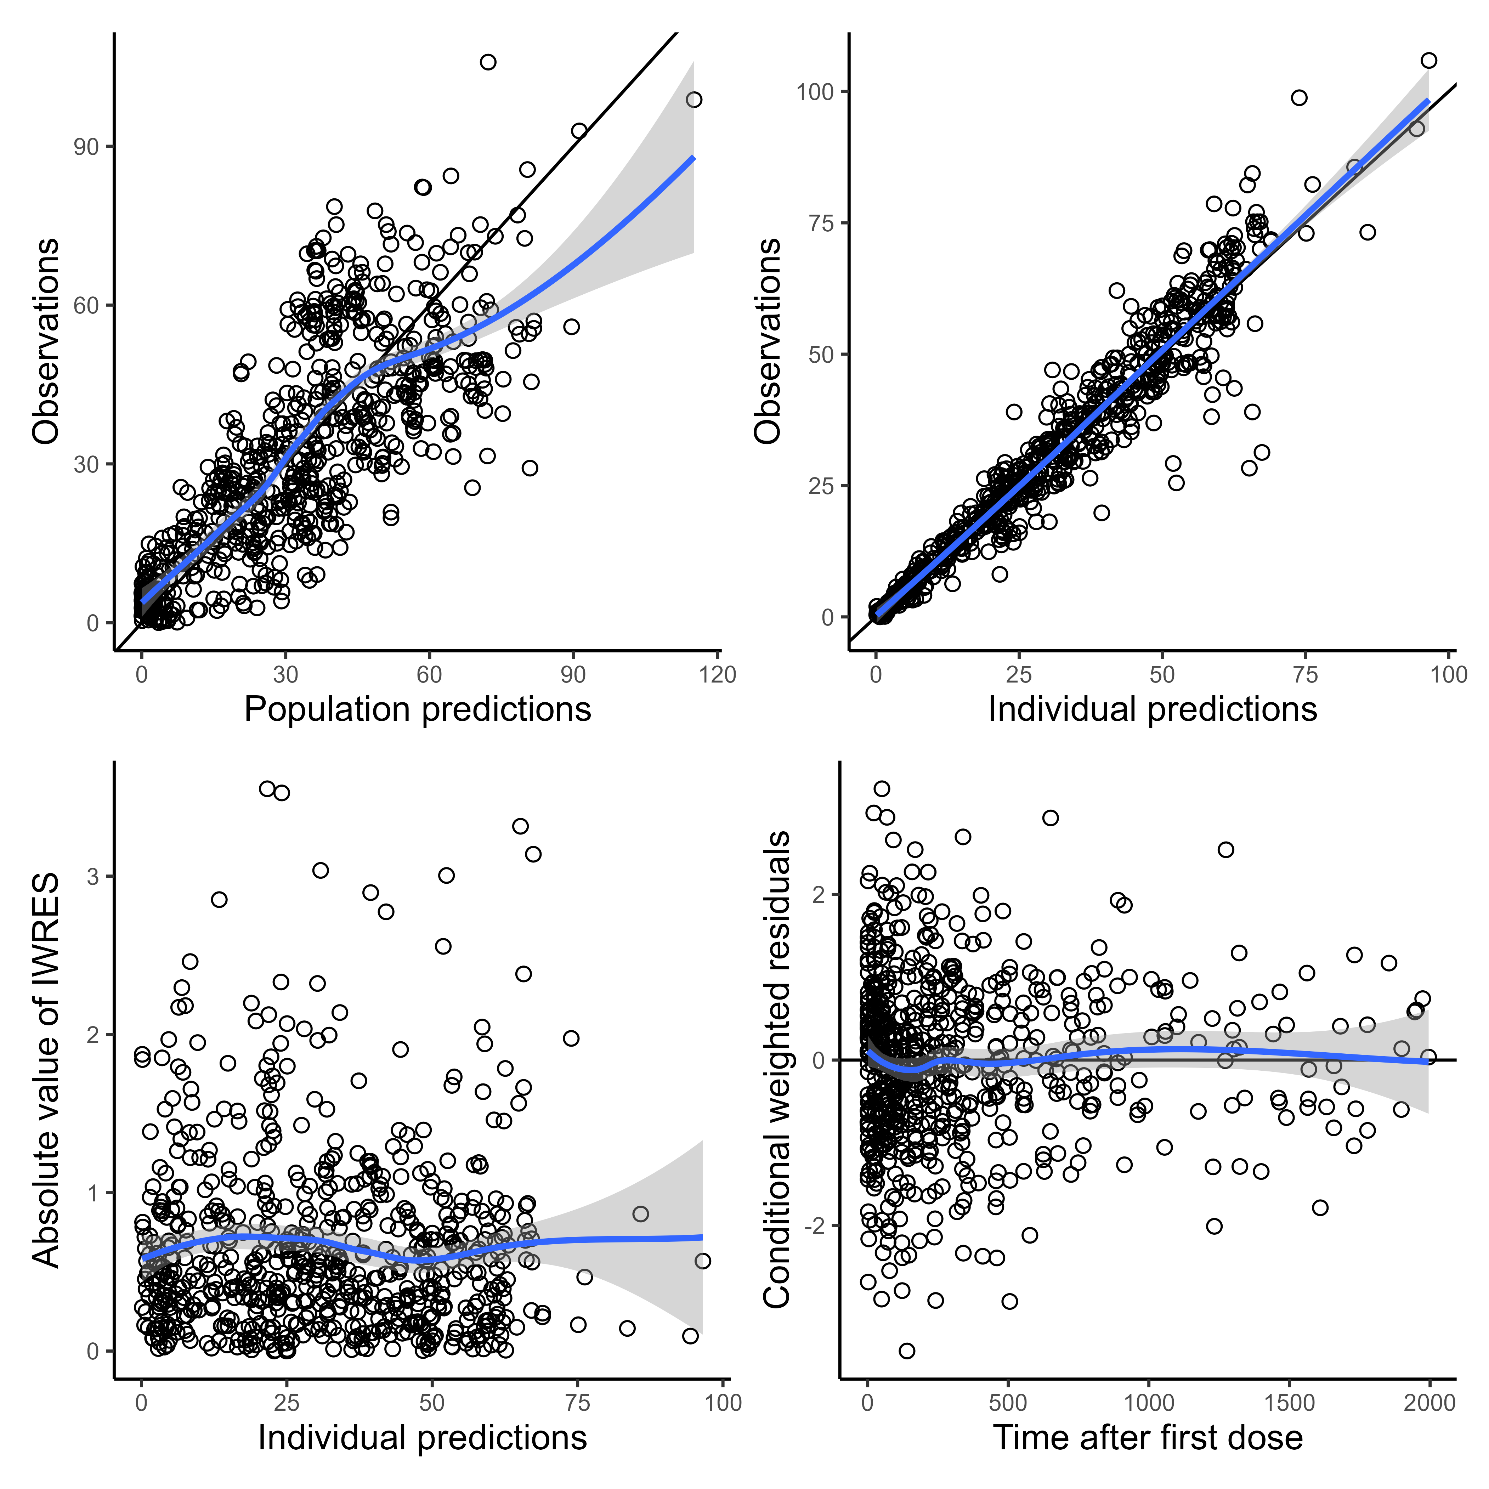 90
60
30
0
Observations
0 30 60 90 120
Population predictions
100
75
50
25
0
Observations
0 25 50 75 100
Individual predictions
3
2
1
0
Absolute value of IWRES
0 25 50 75 100
Individual predictions
2
0
-2
Conditional weighted residuals
0 500 1000 1500 2000
Time after first dose